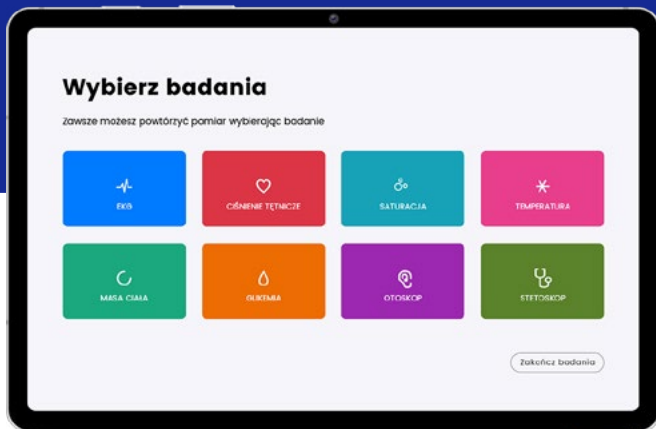 Wybierz badania
Zawsze możesz powtórzyć pomiar wybierając badanie
EKG
CIŚNIENIE TĘTNICZE
SATURACJA
TEMPERATURA
MASA CIAŁA
GLIKEMIA
OTOSKOP
STETOSKOP
Zakończ badania